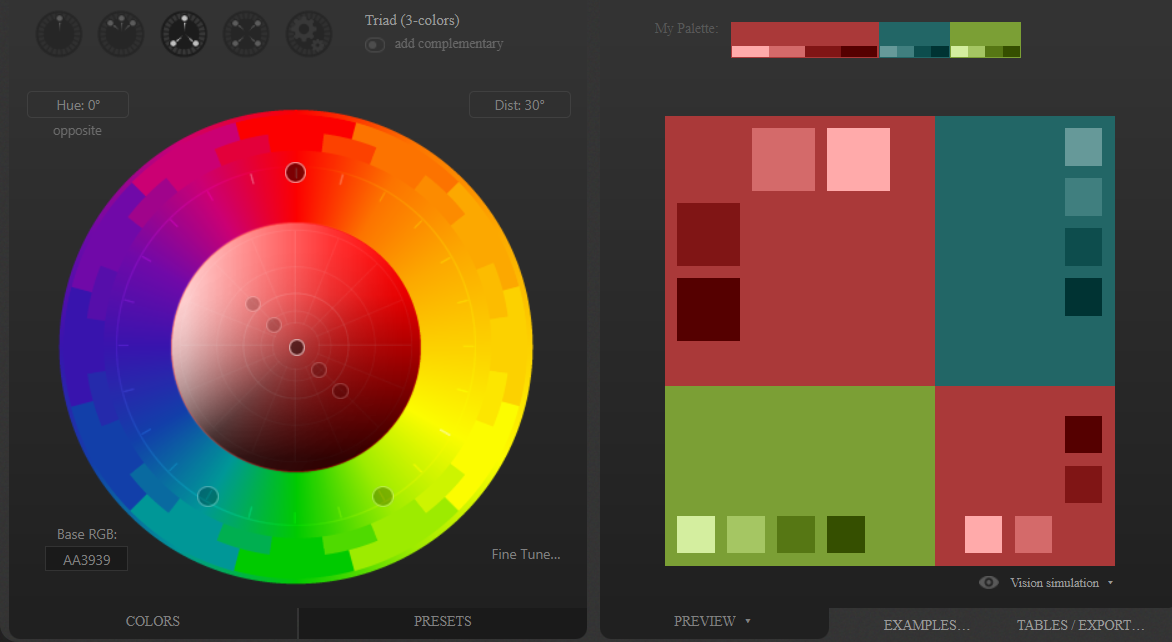 Triad (3-colors)
add complementary
My Palette:
Hue: 0°
Dist: 30°
opposite
Base RGB:
AA3939
Fine Tune...
Vision simulation
COLORS
PRESETS
PREVIEW
EXAMPLES...
TABLES / EXPORT...